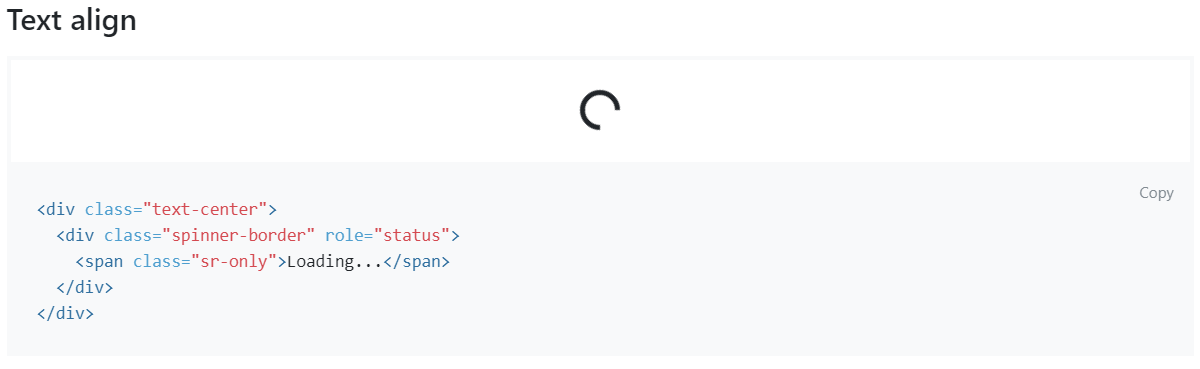 Text align
Copy
<div class="text-center">
  <div class="spinner-border" role="status">
    <span class="sr-only">Loading...</span>
  </div>
</div>